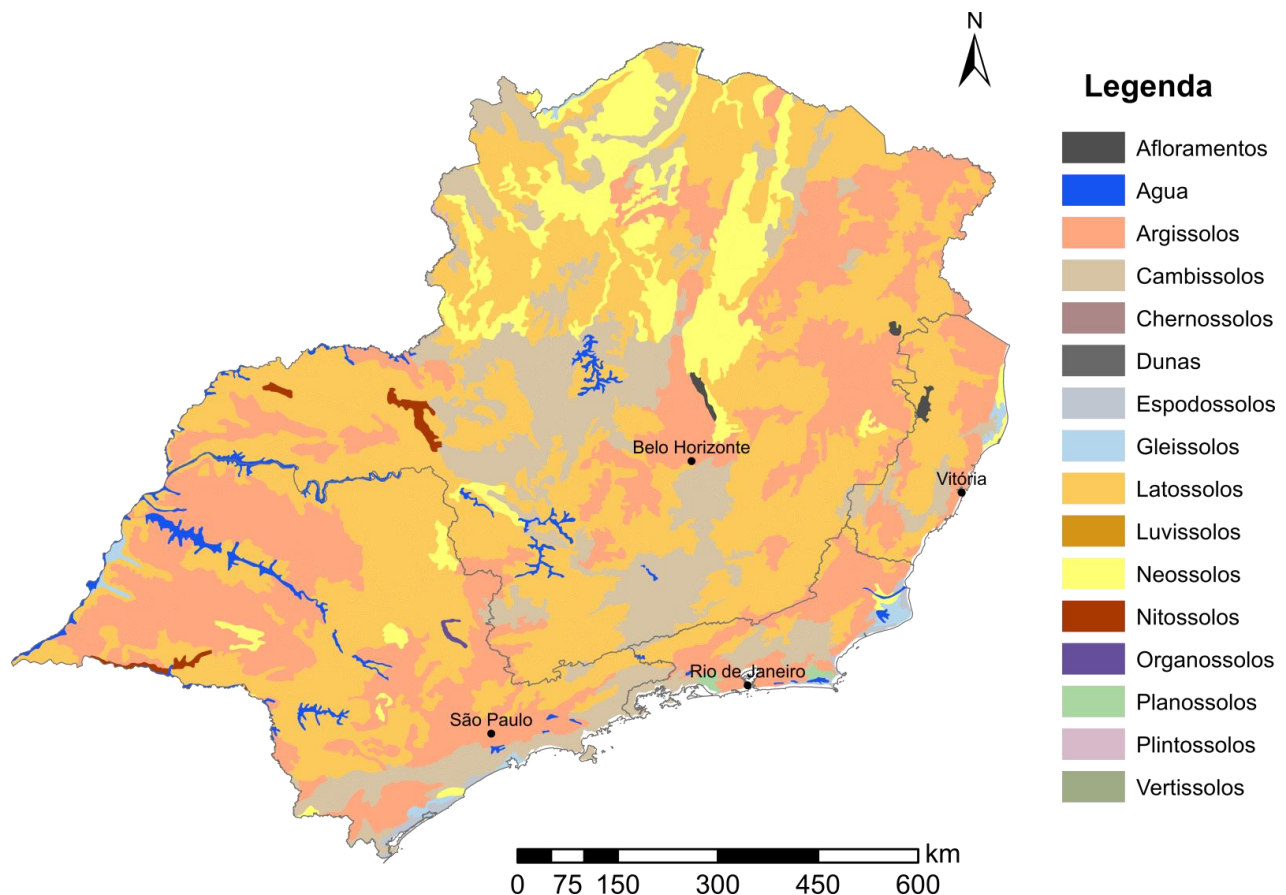 N
Legenda
Afloramentos
Agua
Argissolos
Cambissolos
Chernossolos
Dunas
Espodossolos
Gleissolos
Latossolos
Luvissolos
Neossolos
Nitossolos
Organossolos
Planossolos
Plintossolos
Vertissolos
Belo Horizonte
Vitória
Rio de Janeiro
São Paulo
km
0 75 150 300 450 600